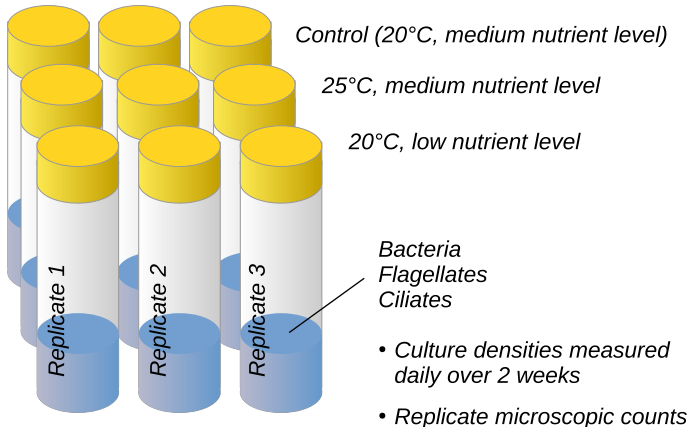 Control (20°C, medium nutrient level)
25°C, medium nutrient level
20°C, low nutrient level
Bacteria
Flagellates
Ciliates
Replicate 1
Replicate 2
Replicate 3
• Culture densities measured
daily over 2 weeks
• Replicate microscopic counts